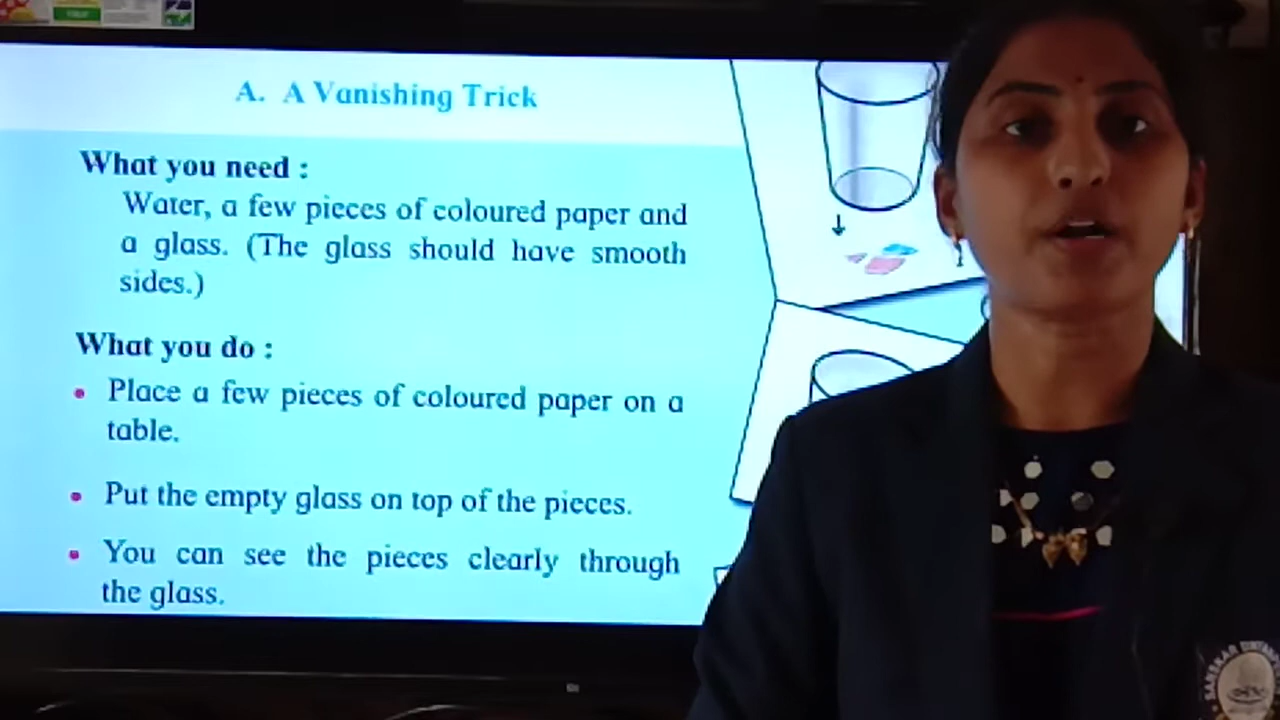 A. A Vanishing Trick
What you need :
Water, a few pieces of coloured paper and
a glass. (The glass should have smooth
sides.)
What you do :
• Place a few pieces of coloured paper on a
table.
• Put the empty glass on top of the pieces.
• You can see the pieces clearly through
the glass.
SANSKAR